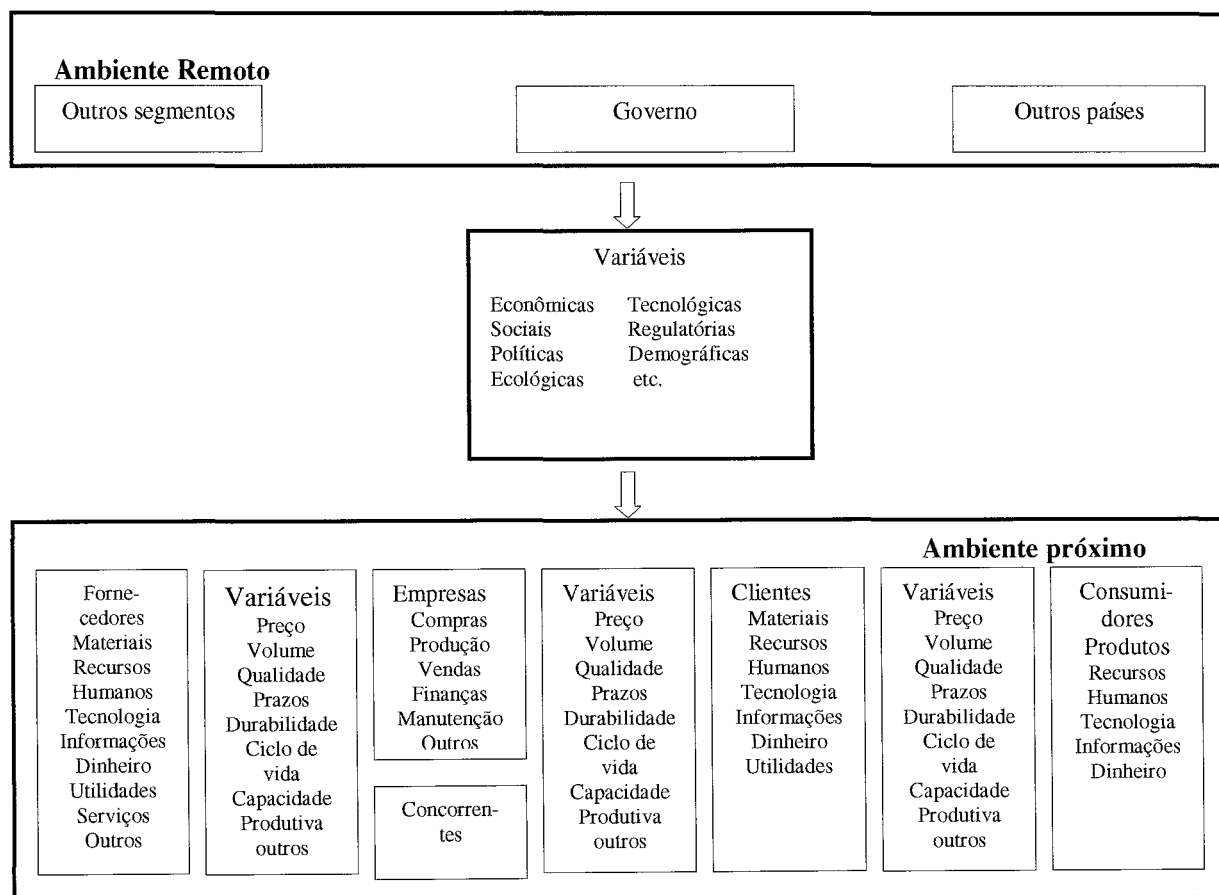 Ambiente Remoto
Outros segmentos
Governo
Outros países
Variáveis
Econômicas Tecnológicas
Sociais Regulatórias
Políticas Demográficas
Ecológicas etc.
Ambiente próximo
Forne-
cedores
Materiais
Recursos
Humanos
Tecnologia
Informações
Dinheiro
Utilidades
Serviços
Outros
Variáveis
Preço
Volume
Qualidade
Prazos
Durabilidade
Ciclo de
vida
Capacidade
Produtiva
outros
Empresas
Compras
Produção
Vendas
Finanças
Manutenção
Outros
Concorren-
tes
Variáveis
Preço
Volume
Qualidade
Prazos
Durabilidade
Ciclo de
vida
Capacidade
Produtiva
outros
Clientes
Materiais
Recursos
Humanos
Tecnologia
Informações
Dinheiro
Utilidades
Variáveis
Preço
Volume
Qualidade
Prazos
Durabilidade
Ciclo de
vida
Capacidade
Produtiva
outros
Consumi-
dores
Produtos
Recursos
Humanos
Tecnologia
Informações
Dinheiro